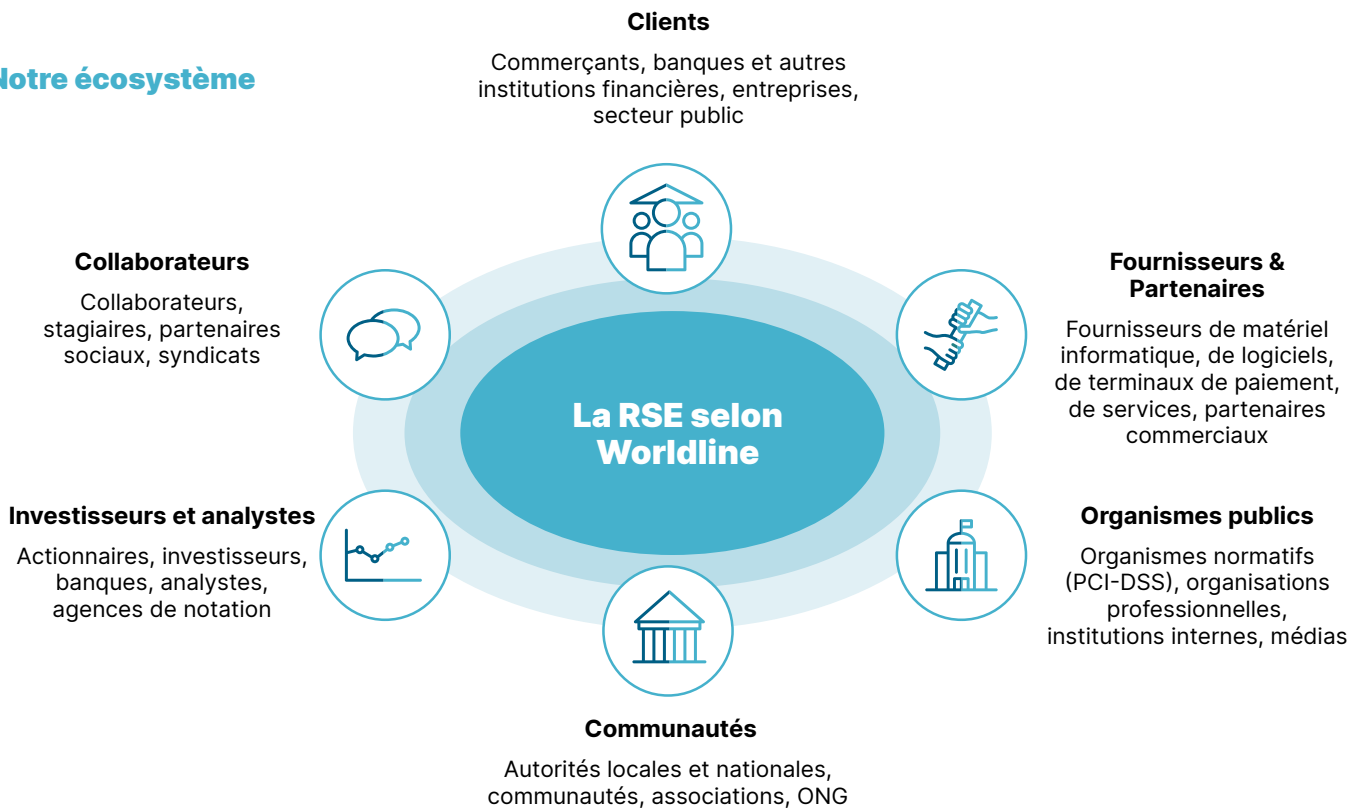 Notre écosystème
Clients
Commerçants, banques et autres
institutions financières, entreprises,
secteur public
Collaborateurs
Collaborateurs,
stagiaires, partenaires
sociaux, syndicats
Fournisseurs &
Partenaires
Fournisseurs de matériel
informatique, de logiciels,
de terminaux de paiement,
de services, partenaires
commerciaux
La RSE selon
Worldline
Investisseurs et analystes
Actionnaires, investisseurs,
banques, analystes,
agences de notation
Organismes publics
Organismes normatifs
(PCI-DSS), organisations
professionnelles,
institutions internes, médias
Communautés
Autorités locales et nationales,
communautés, associations, ONG